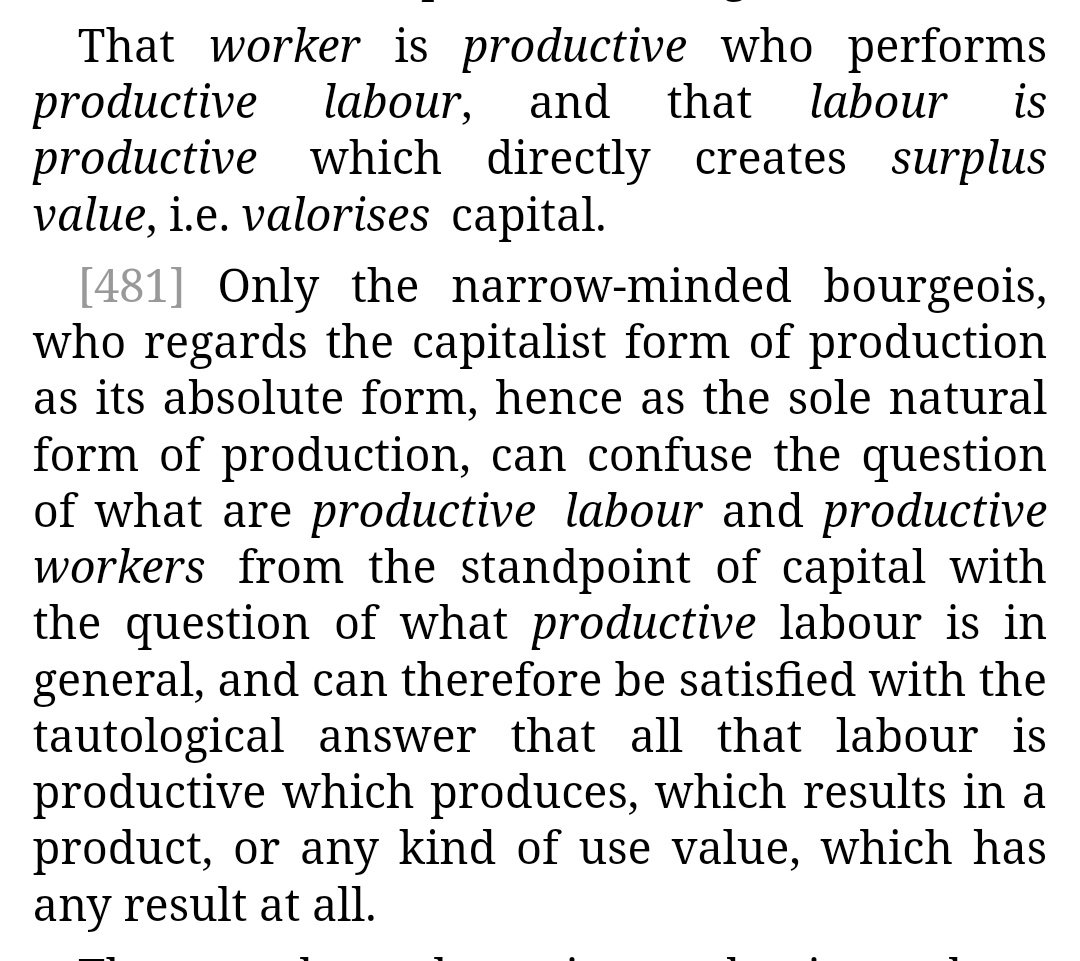 That worker is productive who performs
productive labour, and that labour is
productive which directly creates surplus
value, i.e. valorises capital.
[481] Only the narrow-minded bourgeois,
who regards the capitalist form of production
as its absolute form, hence as the sole natural
form of production, can confuse the question
of what are productive labour and productive
workers from the standpoint of capital with
the question of what productive labour is in
general, and can therefore be satisfied with the
tautological answer that all that labour is
productive which produces, which results in a
product, or any kind of use value, which has
any result at all.